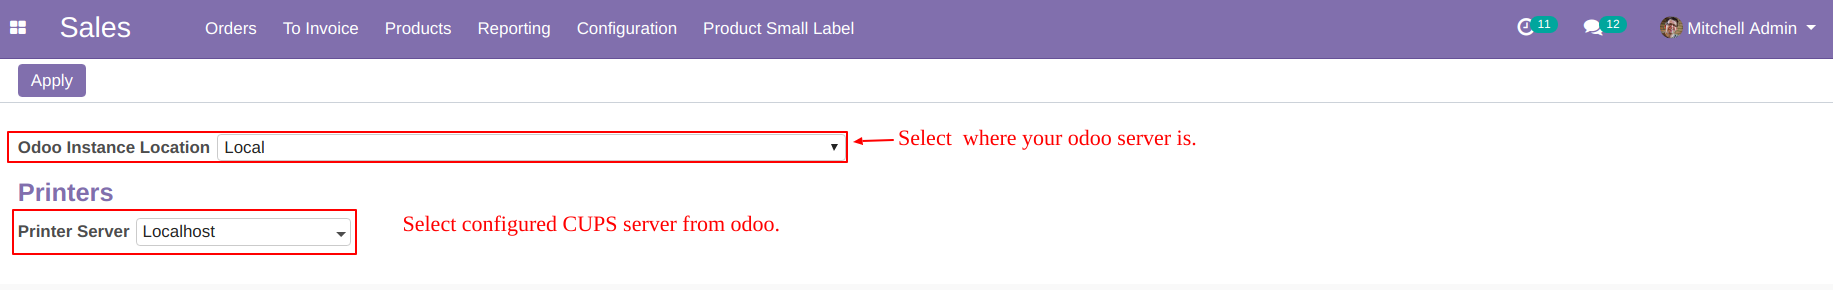 Sales Orders To Invoice Products Reporting Configuration Product Small Label 11 12 Mitchell Admin
Apply
Odoo Instance Location Local Select  where your odoo server is.
Printers
Printer Server Localhost Select configured CUPS server from odoo.